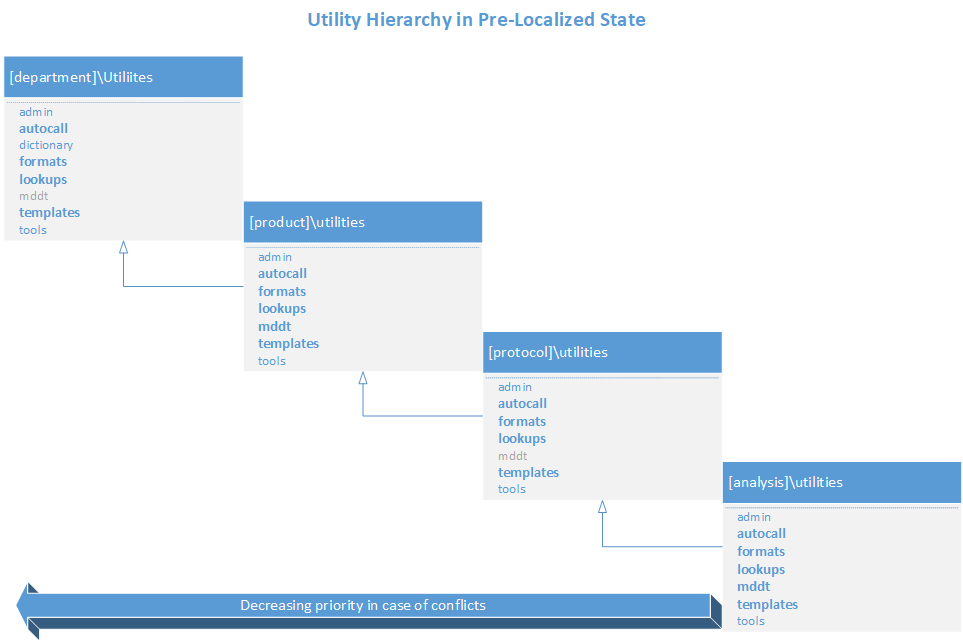 Utility Hierarchy in Pre-Localized State
[department]\Utiliites
admin
autocall
dictionary
formats
lookups
mddt
templates
tools
[product]\utilities
admin
autocall
formats
lookups
mddt
templates
tools
[protocol]\utilities
admin
autocall
formats
lookups
mddt
templates
tools
[analysis]\utilities
admin
autocall
formats
lookups
mddt
templates
tools
Decreasing priority in case of conflicts